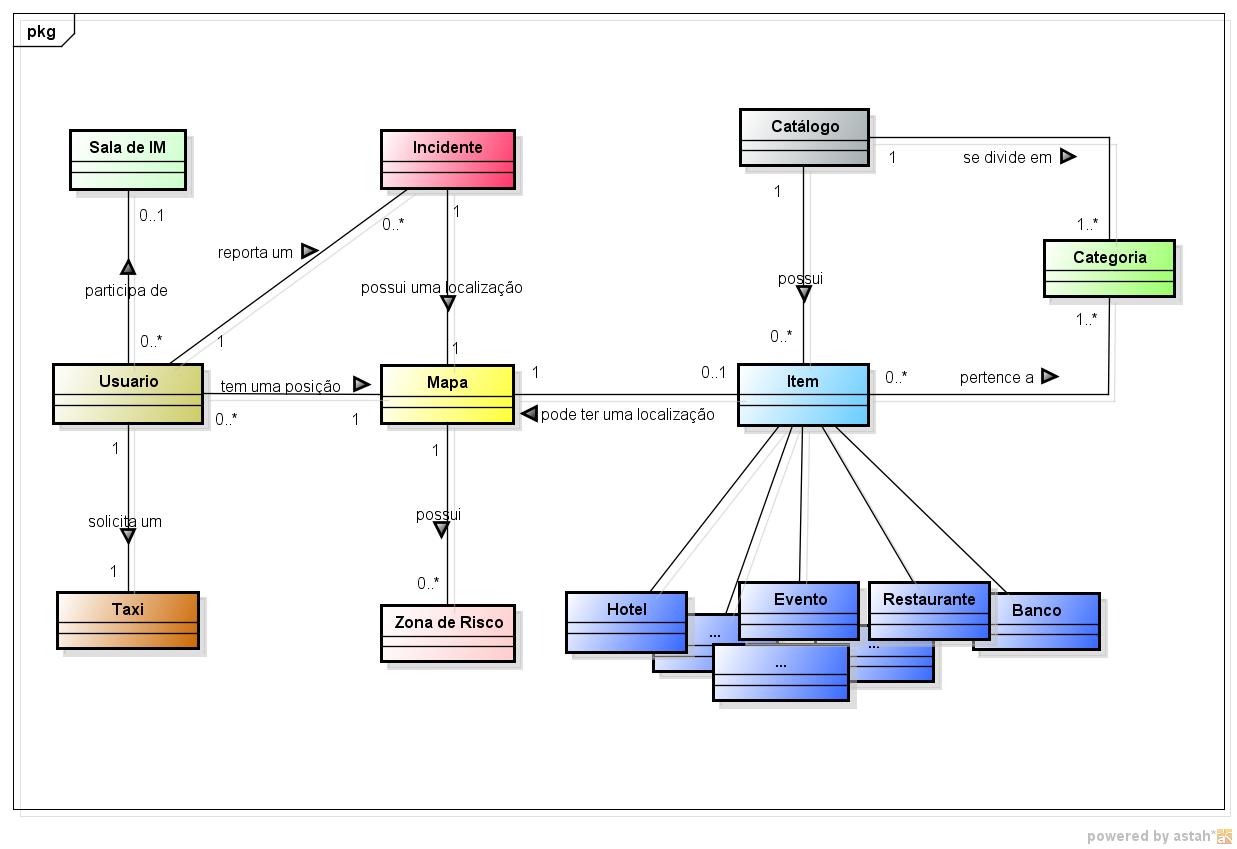 pkg
Sala de IM
Incidente
Catálogo
1
se divide em
0..1
0..*
1
1
1..*
reporta um
Categoria
participa de
possui uma localização
possui
1..*
0..*
1
1
0..*
Usuario
tem uma posição
Mapa
1
0..1
Item
0..*
pertence a
0..*
1
pode ter uma localização
1
1
solicita um
possui
1
0..*
Taxi
Zona de Risco
Hotel
...
Evento
Restaurante
Banco
...
...
powered by astah*